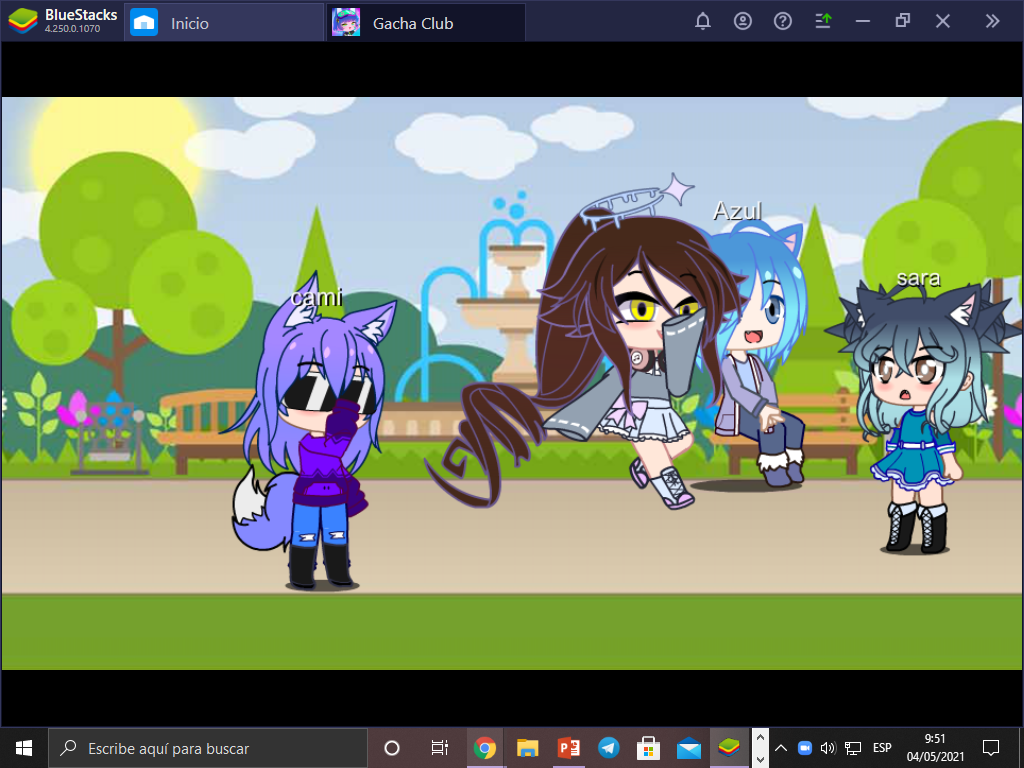 BlueStacks
4.250.0.1070
Inicio
Gacha Club
Azul
sara
cami
Escribe aquí para buscar
ESP
9:51
04/05/2021